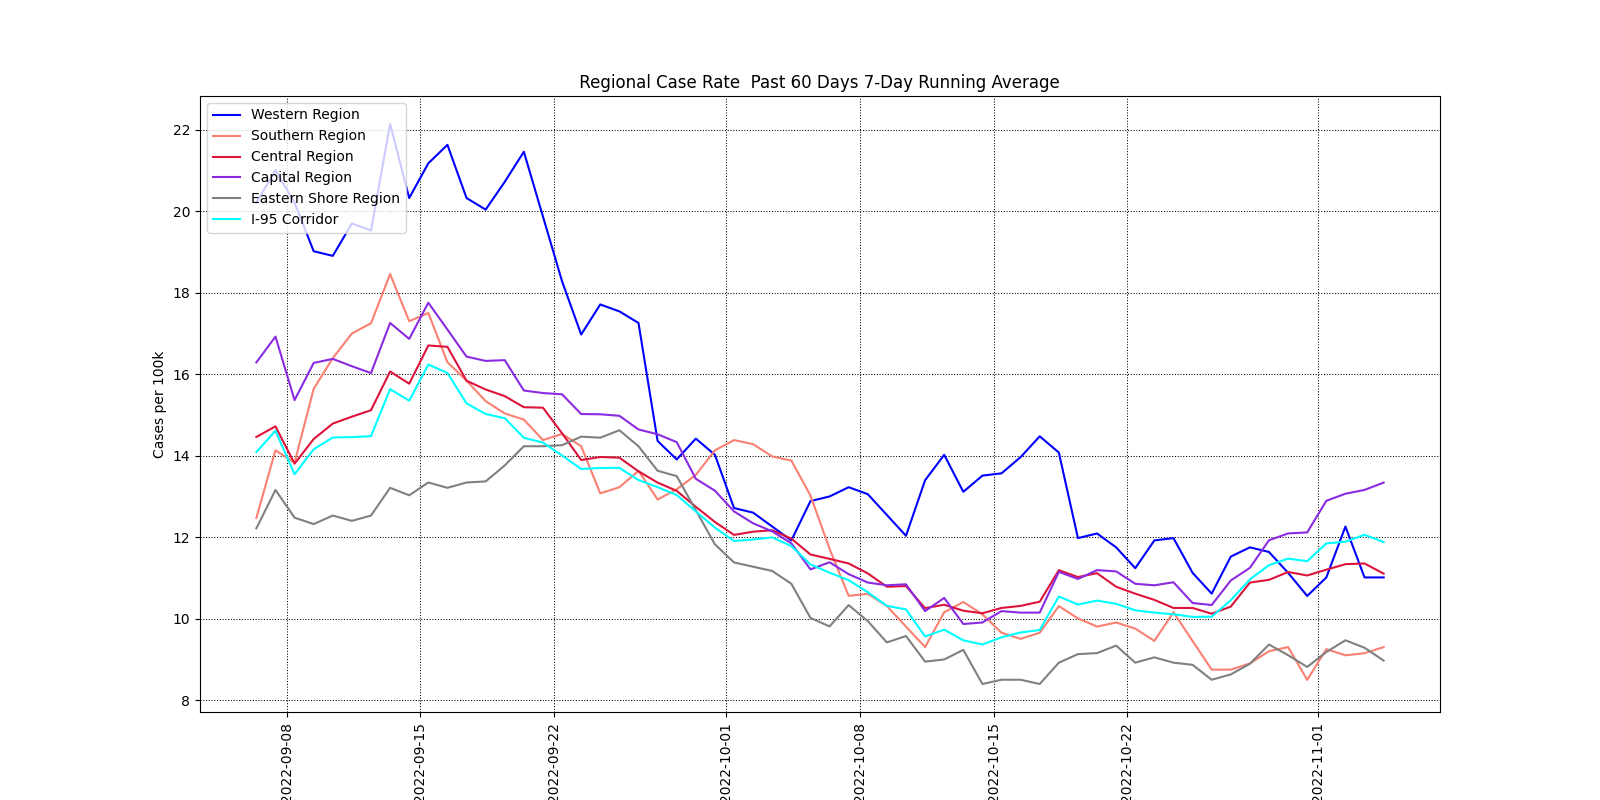 Regional Case Rate  Past 60 Days 7-Day Running Average
Western Region
Southern Region
Central Region
Capital Region
Eastern Shore Region
I-95 Corridor
Cases per 100k
22
20
18
16
14
12
10
8
2022-09-08
2022-09-15
2022-09-22
2022-10-01
2022-10-08
2022-10-15
2022-10-22
2022-11-01